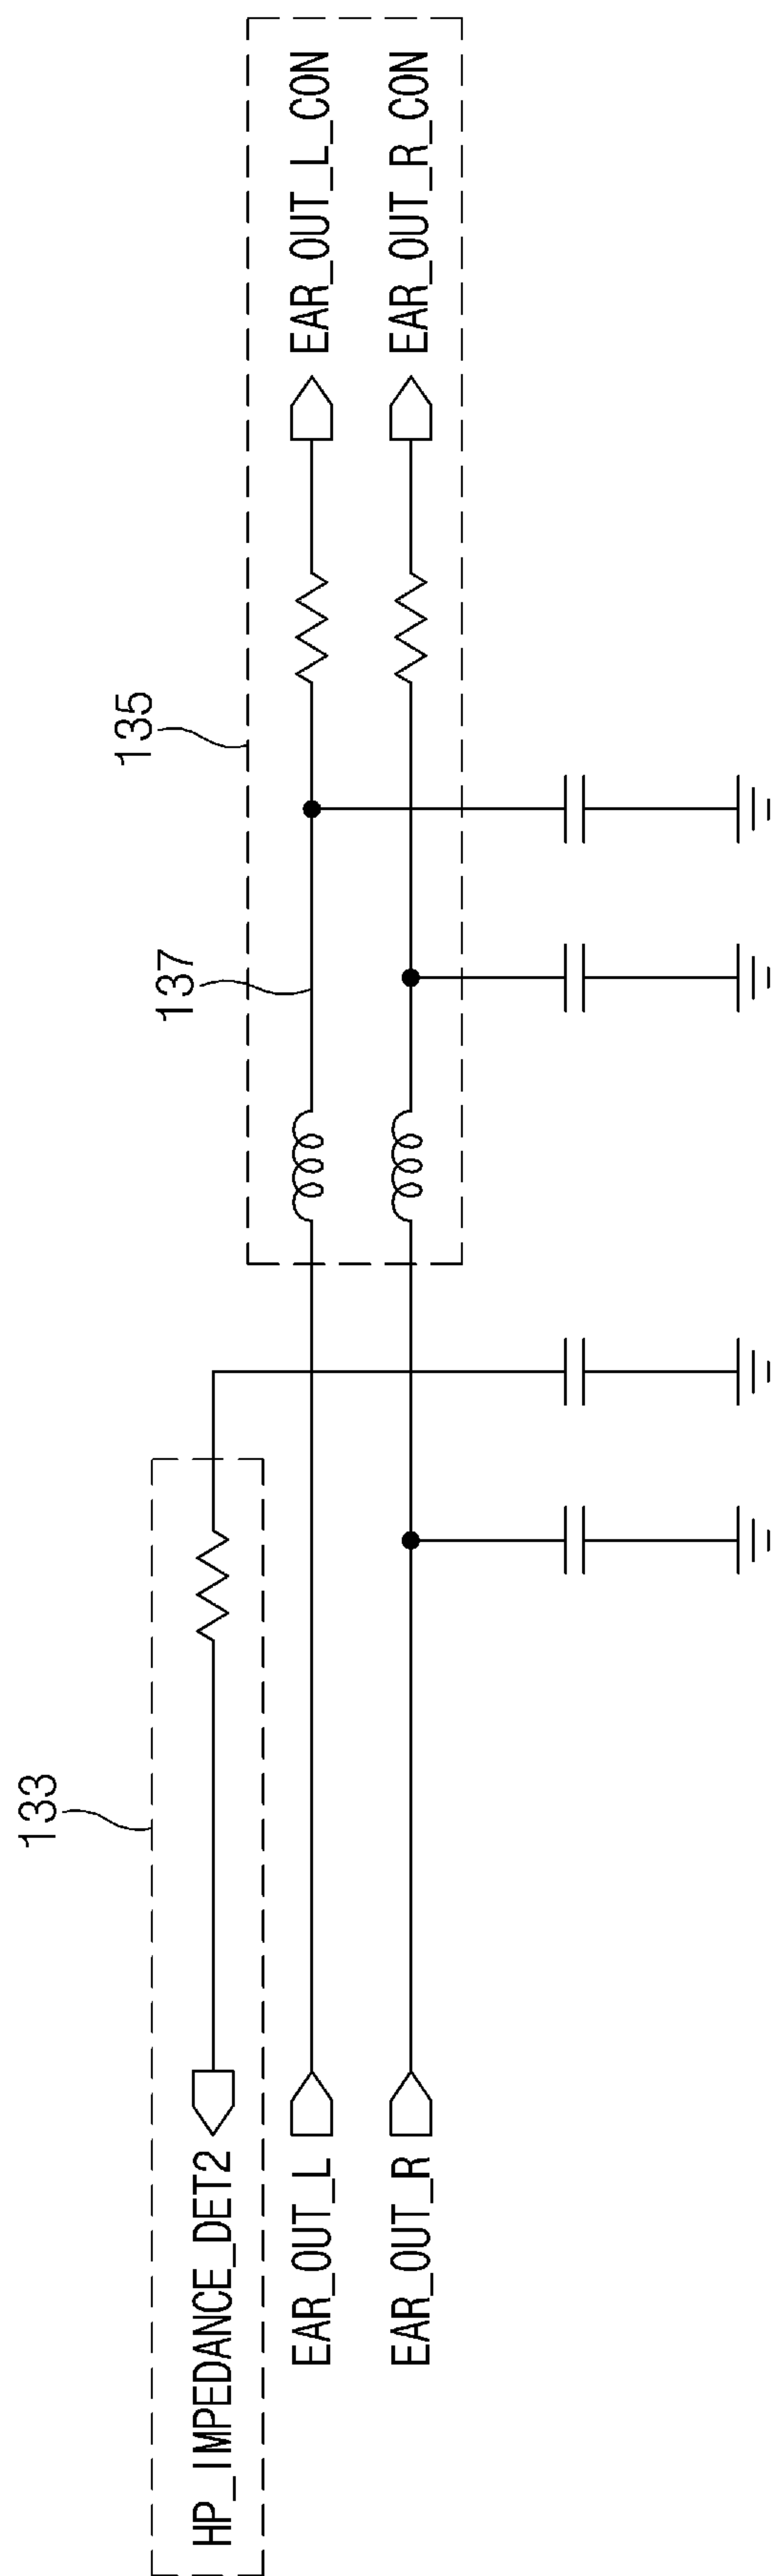 133
HP_IMPEDANCE_DET2
135
137
EAR_OUT_L
EAR_OUT_L_CON
EAR_OUT_R
EAR_OUT_R_CON